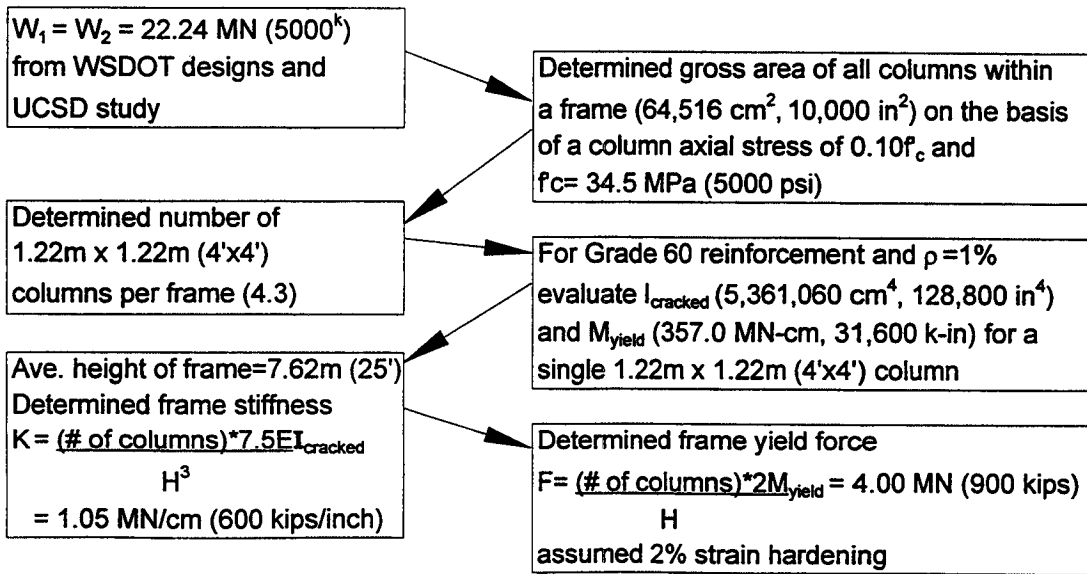 W₁ = W₂ = 22.24 MN (5000ᵏ)
from WSDOT designs and
UCSD study
Determined gross area of all columns within
a frame (64,516 cm², 10,000 in²) on the basis
of a column axial stress of 0.10f'c and
f'c= 34.5 MPa (5000 psi)
Determined number of
1.22m x 1.22m (4'x4')
columns per frame (4.3)
For Grade 60 reinforcement and ρ =1%
evaluate I_cracked (5,361,060 cm⁴, 128,800 in⁴)
and M_yield (357.0 MN-cm, 31,600 k-in) for a
single 1.22m x 1.22m (4'x4') column
Ave. height of frame=7.62m (25')
Determined frame stiffness
K = (# of columns)*7.5EI_cracked
H³
= 1.05 MN/cm (600 kips/inch)
Determined frame yield force
F= (# of columns)*2M_yield = 4.00 MN (900 kips)
H
assumed 2% strain hardening